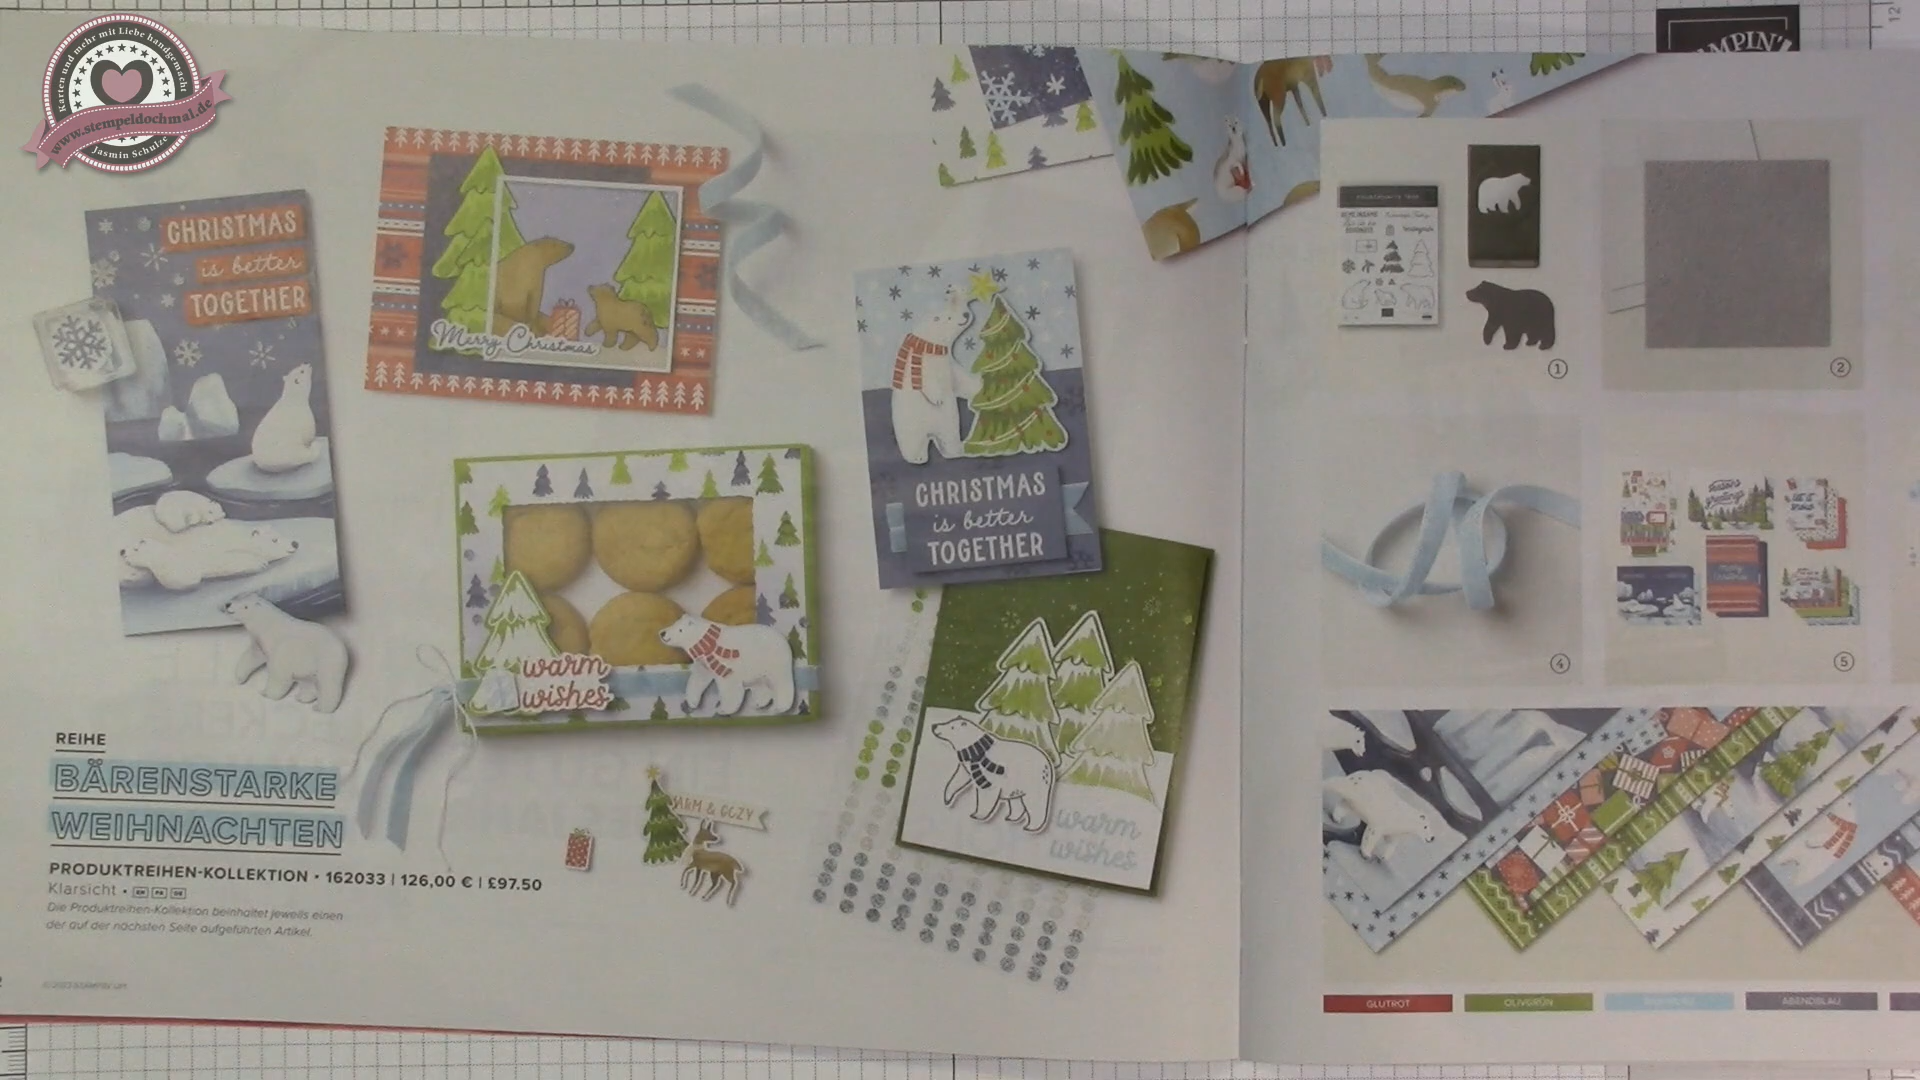 Karten und mehr mit Liebe handgemacht
www.stempeldochmal.de
Jasmin Schulze
CHRISTMAS
is better
TOGETHER
Merry Christmas
CHRISTMAS
is better
TOGETHER
warm
wishes
WARM & COZY
warm
wishes
REIHE
BÄRENSTARKE
WEIHNACHTEN
PRODUKTREIHEN-KOLLEKTION • 162033 | 126,00 € | £97.50
Klarsicht •
Die Produktreihen-Kollektion beinhaltet jeweils einen
der auf der nächsten Seite aufgeführten Artikel.
1
2
4
season's
greetings
5
GLUTROT
OLIVGRÜN
ABENDBLAU
12